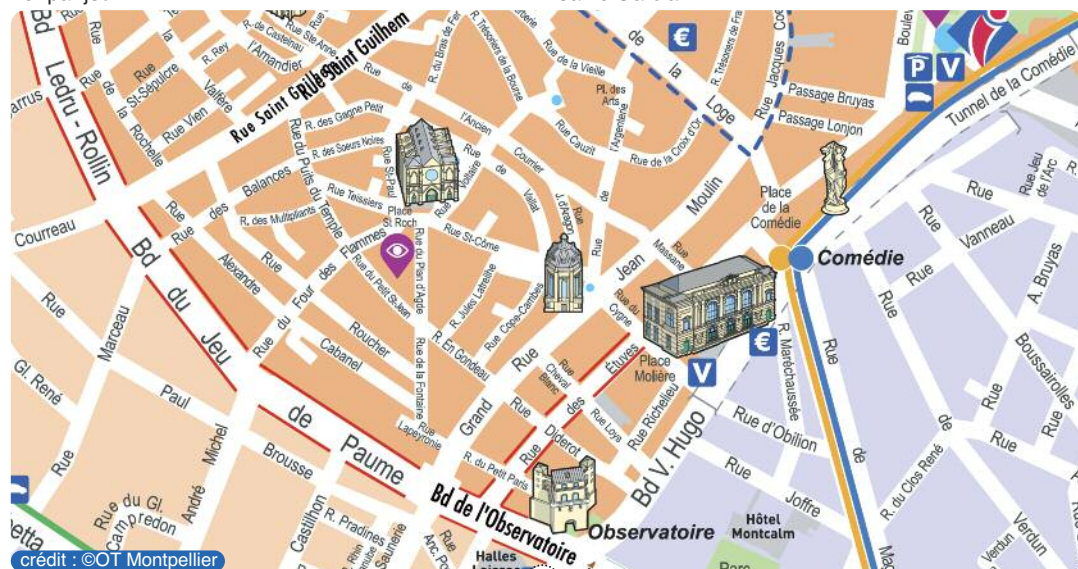 Bd Ledru - Rollin
Rue
de la Rochelle
Rue St-Sépulcre
R. Rey
de Castelnau
Rue Ste-Anne
l'Amandier
Valfère
Rue Vien
Rue Saint Guilhem
Rue
R. du Bras de Fer
R. Trésoriers de la Bourse
Rue de la Vieille
Pl. des Arts
l'Argenterie
de la Loge
€
R. Trésoriers de
Rue Jacques
Passage Bruyas
Passage Lonjon
P
V
Tunnel de la Comédie
Rue Jeu de l'Arc
R. des Gagne Petit
R. des Soeurs Noires
Rue du Puits du Temple
Rue St-Paul
l'Ancien Courrier
Rue Cauzit
Rue de la Croix d'Or
Rue Voltaire
Vallat
Rue J. d'Aragon
Rue
Moulin
Place de la Comédie
Rue Vanneau
A. Bruyas
Rue des Balances
Rue Teissiers
R. des Multipliants
Place St Roch
Rue St-Côme
Courreau
Bd du Jeu de Paume
Alexandre
Rue du Four des Flammes
Rue du Petit St-Jean
Rue du Plan d'Agde
R. Jules Latreilhe
Rue Cope-Cambes
Jean
Rue Massane
Rue du Cygne
Comédie
Rue Marceau
Roucher
Cabanel
R. En Gondeau
Rue de la Fontaine
Rue Lapeyronie
Grand
Rue
Rue Cheval Blanc
Étuves
des
Rue
Place Molière
V
€
R. Maréchaussée
Rue de
Boussairolles
Gl. René
Rue
Paul Brousse
Rue Loys
Rue Richelieu
Diderot
Rue
Bd V. Hugo
Rue d'Obilion
Rue Joffre
R. du Clos René
Rue Verdun
Verdun
R. du Petit Paris
Bd de l'Observatoire
Observatoire
Hôtel Montcalm
Rue du Gl. Campredon
André Michel
Castilhon
R. Pradines
Rue
Halles
Parc
crédit : ©OT Montpellier